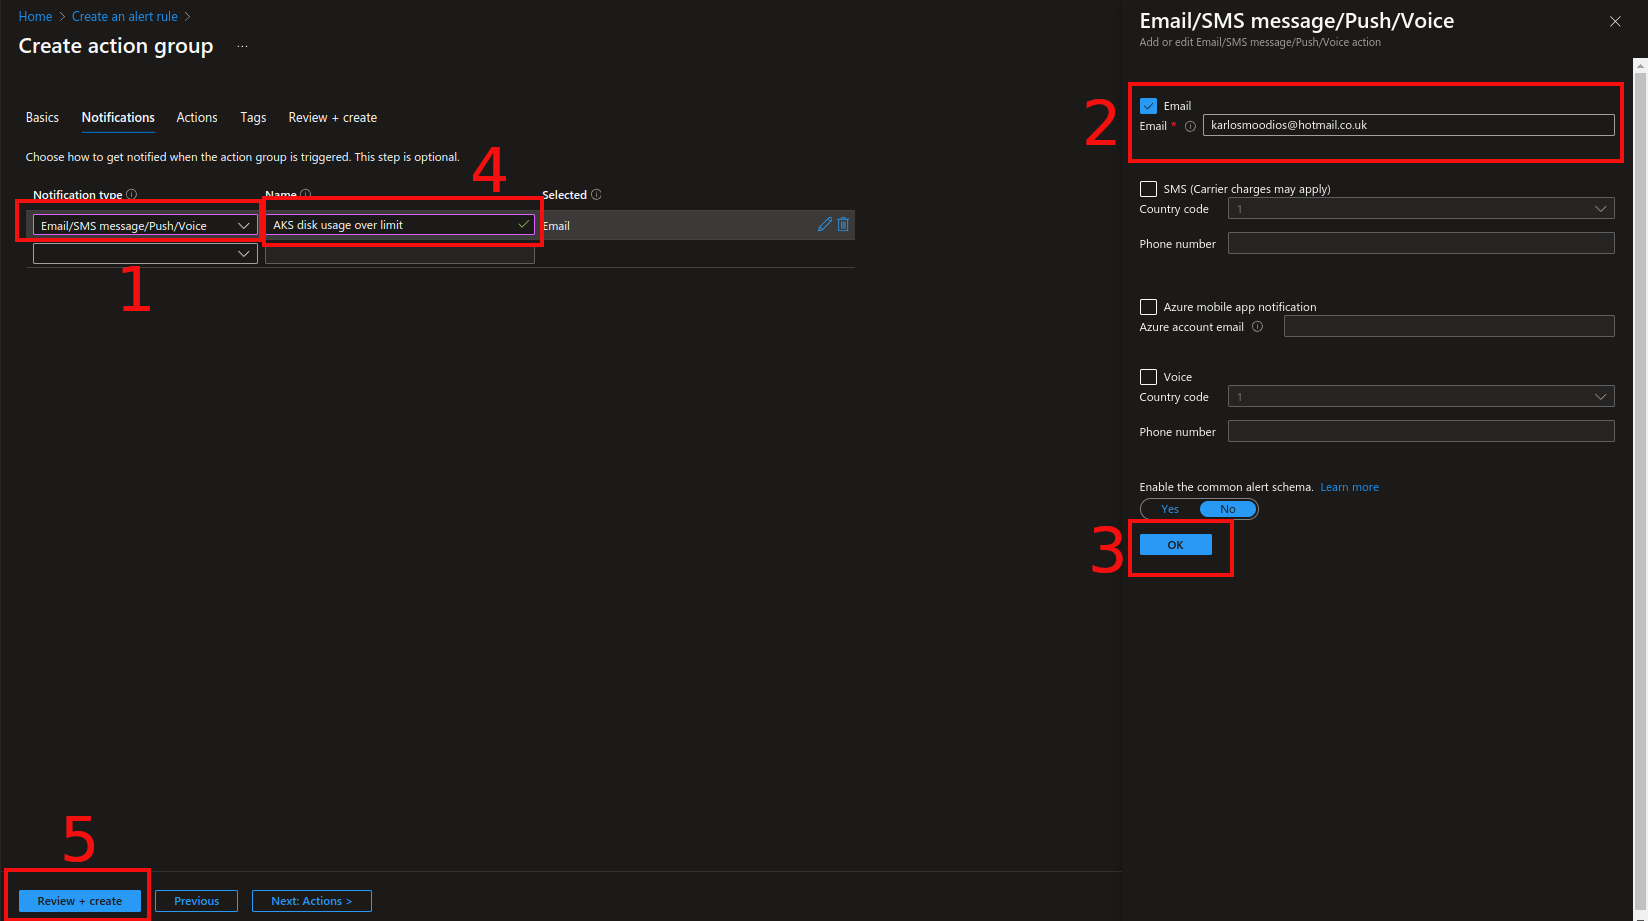 Home > Create an alert rule >
Create action group ...
Basics Notifications Actions Tags Review + create
Choose how to get notified when the action group is triggered. This step is optional.
4
Notification type Name Selected
Email/SMS message/Push/Voice AKS disk usage over limit Email
1
5
Review + create Previous Next: Actions >
Email/SMS message/Push/Voice
Add or edit Email/SMS message/Push/Voice action
2
Email
Email * karlosmoodios@hotmail.co.uk
SMS (Carrier charges may apply)
Country code 1
Phone number
Azure mobile app notification
Azure account email
Voice
Country code 1
Phone number
Enable the common alert schema. Learn more
Yes No
3
OK